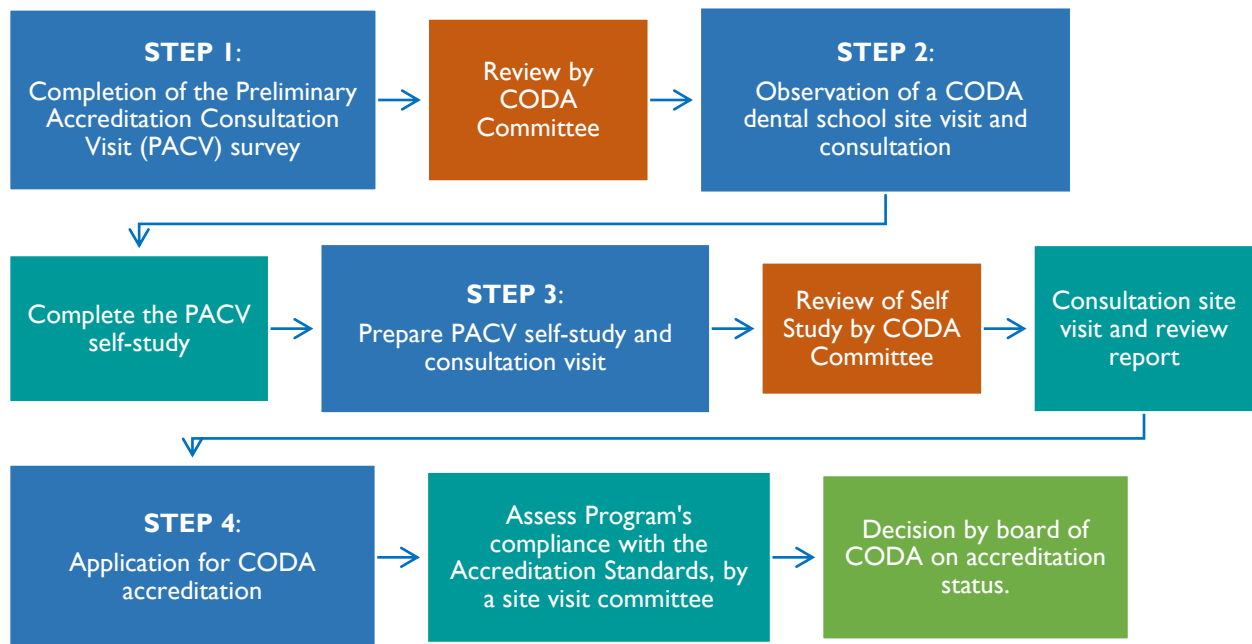 STEP 1:
Completion of the Preliminary
Accreditation Consultation
Visit (PACV) survey
Review by
CODA
Committee
STEP 2:
Observation of a CODA
dental school site visit and
consultation
Complete the PACV
self-study
STEP 3:
Prepare PACV self-study and
consultation visit
Review of Self
Study by CODA
Committee
Consultation site
visit and review
report
STEP 4:
Application for CODA
accreditation
Assess Program's
compliance with the
Accreditation Standards, by
a site visit committee
Decision by board of
CODA on accreditation
status.